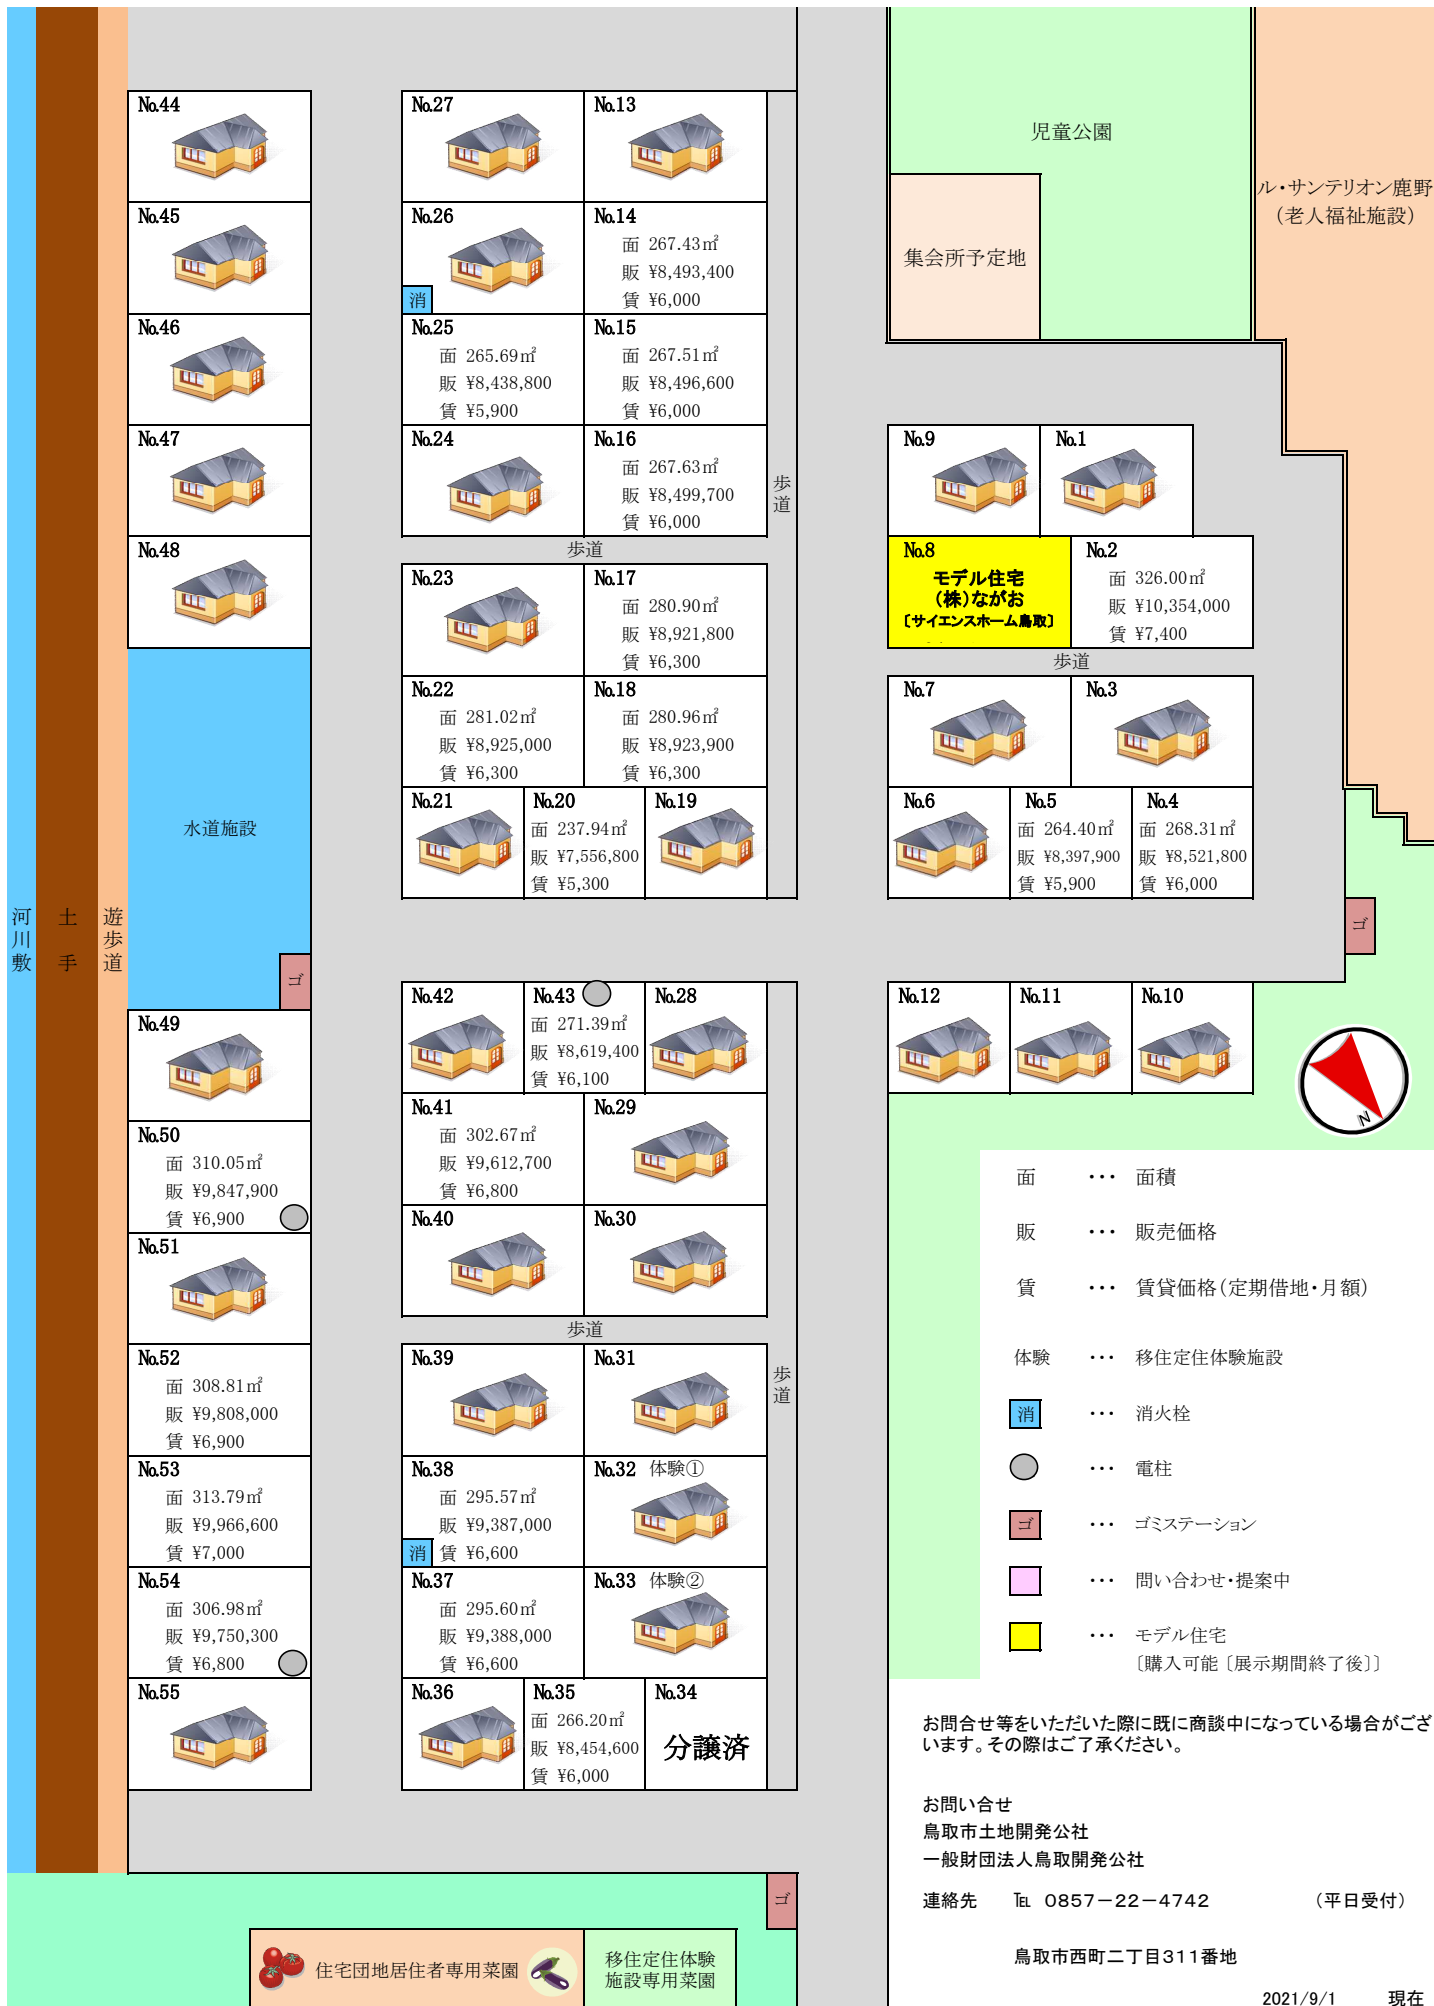 No.44
No.45
No.46
No.47
No.48
水道施設
ゴ
河川敷
土手
遊歩道
No.49
No.50
面 310.05㎡
販 ¥9,847,900
賃 ¥6,900
No.51
No.52
面 308.81㎡
販 ¥9,808,000
賃 ¥6,900
No.53
面 313.79㎡
販 ¥9,966,600
賃 ¥7,000
No.54
面 306.98㎡
販 ¥9,750,300
賃 ¥6,800
No.55
No.27
No.13
No.26
消
No.14
面 267.43㎡
販 ¥8,493,400
賃 ¥6,000
No.25
面 265.69㎡
販 ¥8,438,800
賃 ¥5,900
No.15
面 267.51㎡
販 ¥8,496,600
賃 ¥6,000
No.24
No.16
面 267.63㎡
販 ¥8,499,700
賃 ¥6,000
歩道
歩道
No.23
No.17
面 280.90㎡
販 ¥8,921,800
賃 ¥6,300
No.22
面 281.02㎡
販 ¥8,925,000
賃 ¥6,300
No.18
面 280.96㎡
販 ¥8,923,900
賃 ¥6,300
No.21
No.20
面 237.94㎡
販 ¥7,556,800
賃 ¥5,300
No.19
No.42
No.43
面 271.39㎡
販 ¥8,619,400
賃 ¥6,100
No.28
No.41
面 302.67㎡
販 ¥9,612,700
賃 ¥6,800
No.29
No.40
No.30
歩道
歩道
No.39
No.31
No.38
面 295.57㎡
販 ¥9,387,000
消
賃 ¥6,600
No.32 体験①
No.37
面 295.60㎡
販 ¥9,388,000
賃 ¥6,600
No.33 体験②
No.36
No.35
面 266.20㎡
販 ¥8,454,600
賃 ¥6,000
No.34
分譲済
ゴ
住宅団地居住者専用菜園
移住定住体験
施設専用菜園
児童公園
集会所予定地
ル・サンテリオン鹿野
（老人福祉施設）
No.9
No.1
No.8
モデル住宅
（株）ながお
〔サイエンスホーム鳥取〕
No.2
面 326.00㎡
販 ¥10,354,000
賃 ¥7,400
歩道
No.7
No.3
No.6
No.5
面 264.40㎡
販 ¥8,397,900
賃 ¥5,900
No.4
面 268.31㎡
販 ¥8,521,800
賃 ¥6,000
ゴ
No.12
No.11
No.10
N
面 … 面積
販 … 販売価格
賃 … 賃貸価格（定期借地・月額）
体験 … 移住定住体験施設
消 … 消火栓
… 電柱
ゴ … ゴミステーション
… 問い合わせ・提案中
… モデル住宅
〔購入可能〔展示期間終了後〕〕
お問合せ等をいただいた際に既に商談中になっている場合がござ
います。その際はご了承ください。
お問い合せ
鳥取市土地開発公社
一般財団法人鳥取開発公社
連絡先 ℡ 0857－22－4742 （平日受付）
鳥取市西町二丁目311番地
2021/9/1 現在